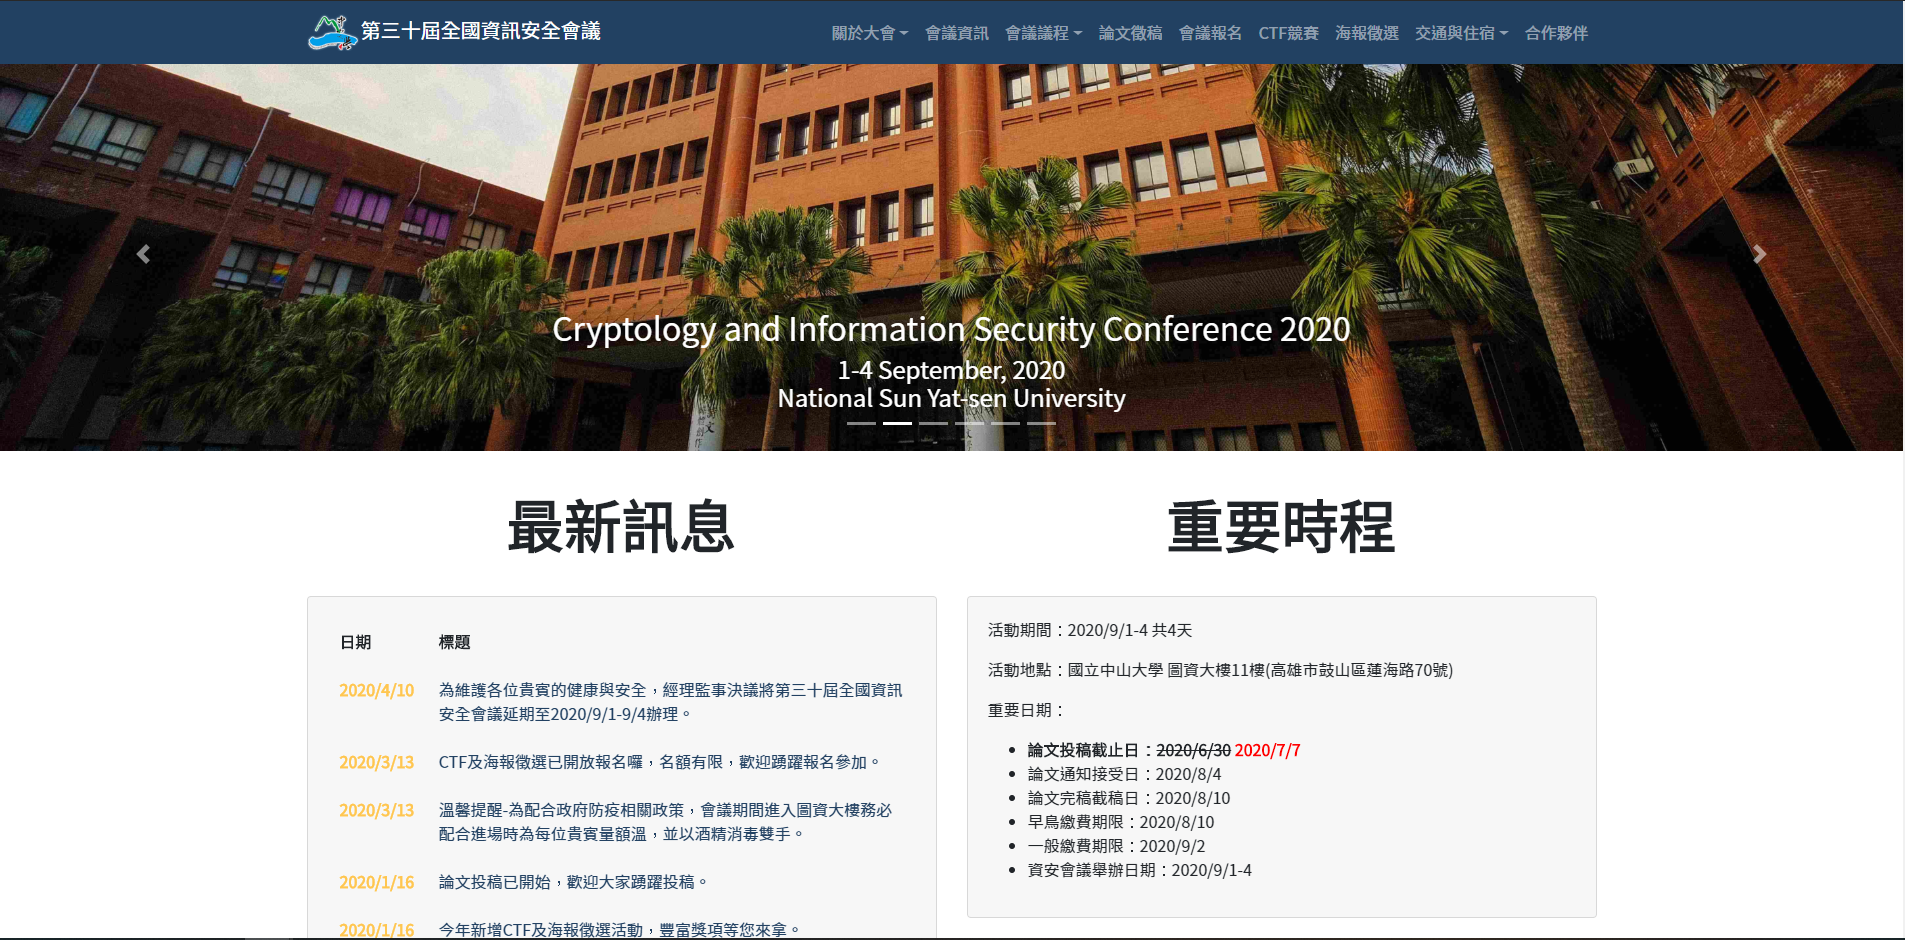 第三十屆全國資訊安全會議
關於大會 會議資訊 會議議程 論文徵稿 會議報名 CTF競賽 海報徵選 交通與住宿 合作夥伴
Cryptology and Information Security Conference 2020
1-4 September, 2020
National Sun Yat-sen University
最新訊息
日期 標題
2020/4/10 為維護各位貴賓的健康與安全，經理監事決議將第三十屆全國資訊
安全會議延期至2020/9/1-9/4辦理。
2020/3/13 CTF及海報徵選已開放報名囉，名額有限，歡迎踴躍報名參加。
2020/3/13 溫馨提醒-為配合政府防疫相關政策，會議期間進入圖資大樓務必
配合進場時為每位貴賓量額溫，並以酒精消毒雙手。
2020/1/16 論文投稿已開始，歡迎大家踴躍投稿。
2020/1/16 今年新增CTF及海報徵選活動，豐富獎項等您來拿。
重要時程
活動期間：2020/9/1-4 共4天
活動地點：國立中山大學 圖資大樓11樓(高雄市鼓山區蓮海路70號)
重要日期：
論文投稿截止日：2020/6/30 2020/7/7
論文通知接受日：2020/8/4
論文完稿截稿日：2020/8/10
早鳥繳費期限：2020/8/10
一般繳費期限：2020/9/2
資安會議舉辦日期：2020/9/1-4